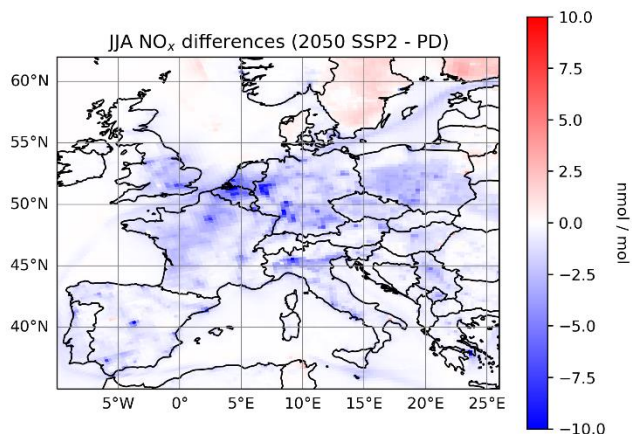 JJA NOₓ differences (2050 SSP2 - PD)
60°N
55°N
50°N
45°N
40°N
5°W 0° 5°E 10°E 15°E 20°E 25°E
10.0
7.5
5.0
2.5
0.0
−2.5
−5.0
−7.5
−10.0
nmol / mol